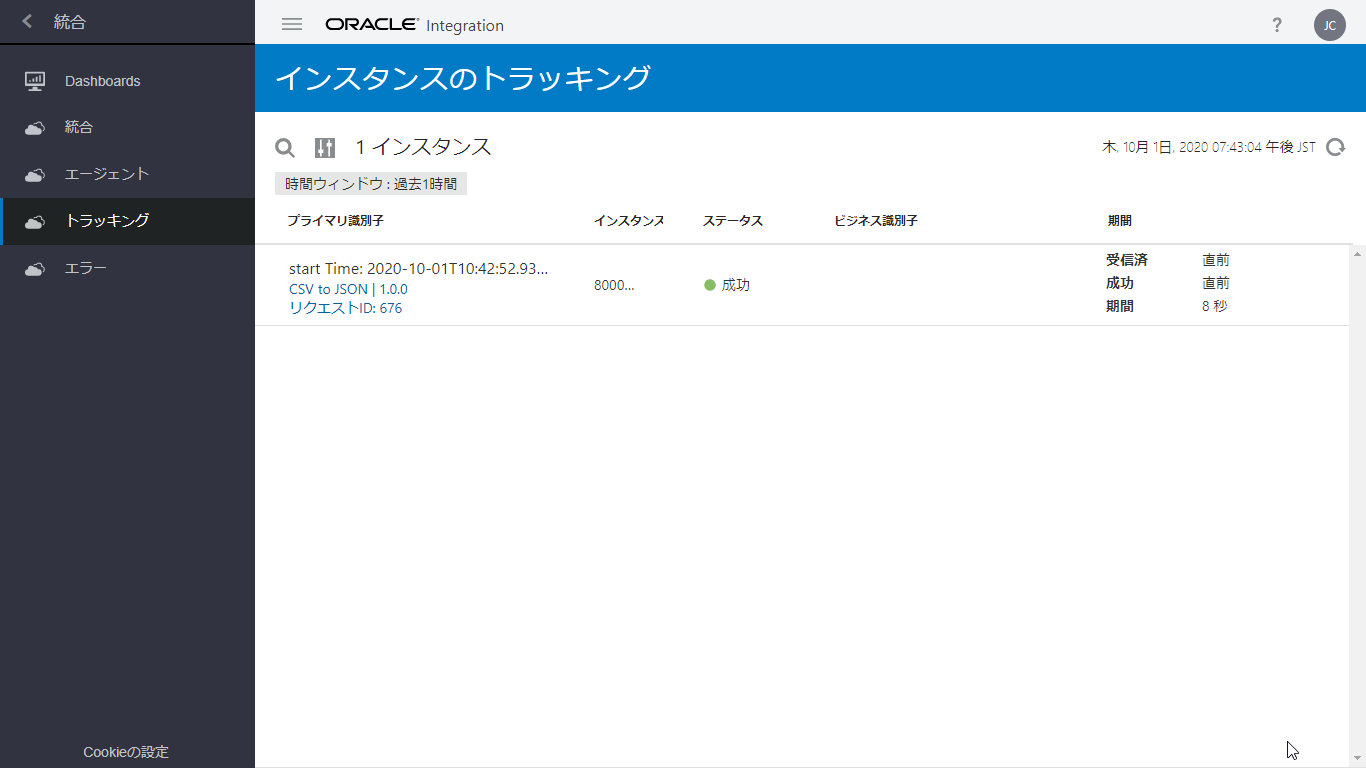 統合
Dashboards
統合
エージェント
トラッキング
エラー
Cookieの設定
ORACLE Integration
?
JC
インスタンスのトラッキング
1 インスタンス
木, 10月 1日, 2020 07:43:04 午後 JST
時間ウィンドウ : 過去1時間
プライマリ識別子 インスタンス ステータス ビジネス識別子 期間
start Time: 2020-10-01T10:42:52.93...
CSV to JSON | 1.0.0
リクエストID: 676
8000...
成功
受信済 直前
成功 直前
期間 8 秒